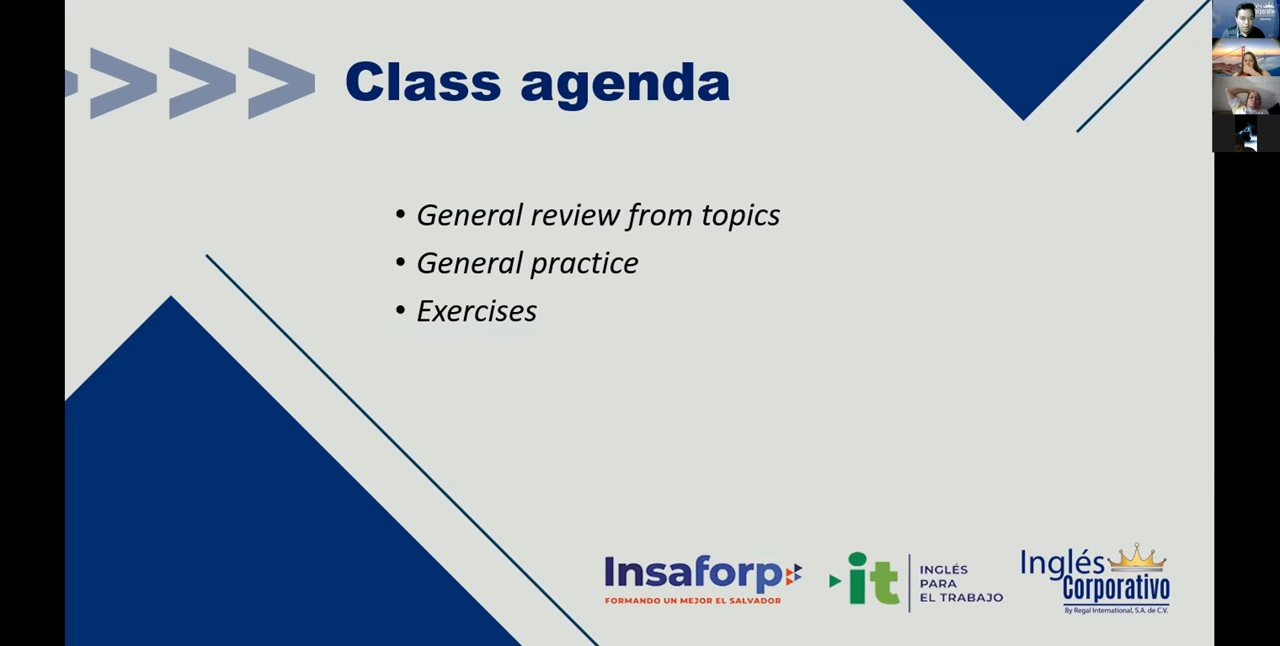 Class agenda
• General review from topics
• General practice
• Exercises
Insaforp
FORMANDO UN MEJOR EL SALVADOR
it
INGLÉS
PARA
EL TRABAJO
Inglés
Corporativo
By Regal International, S.A. de C.V.